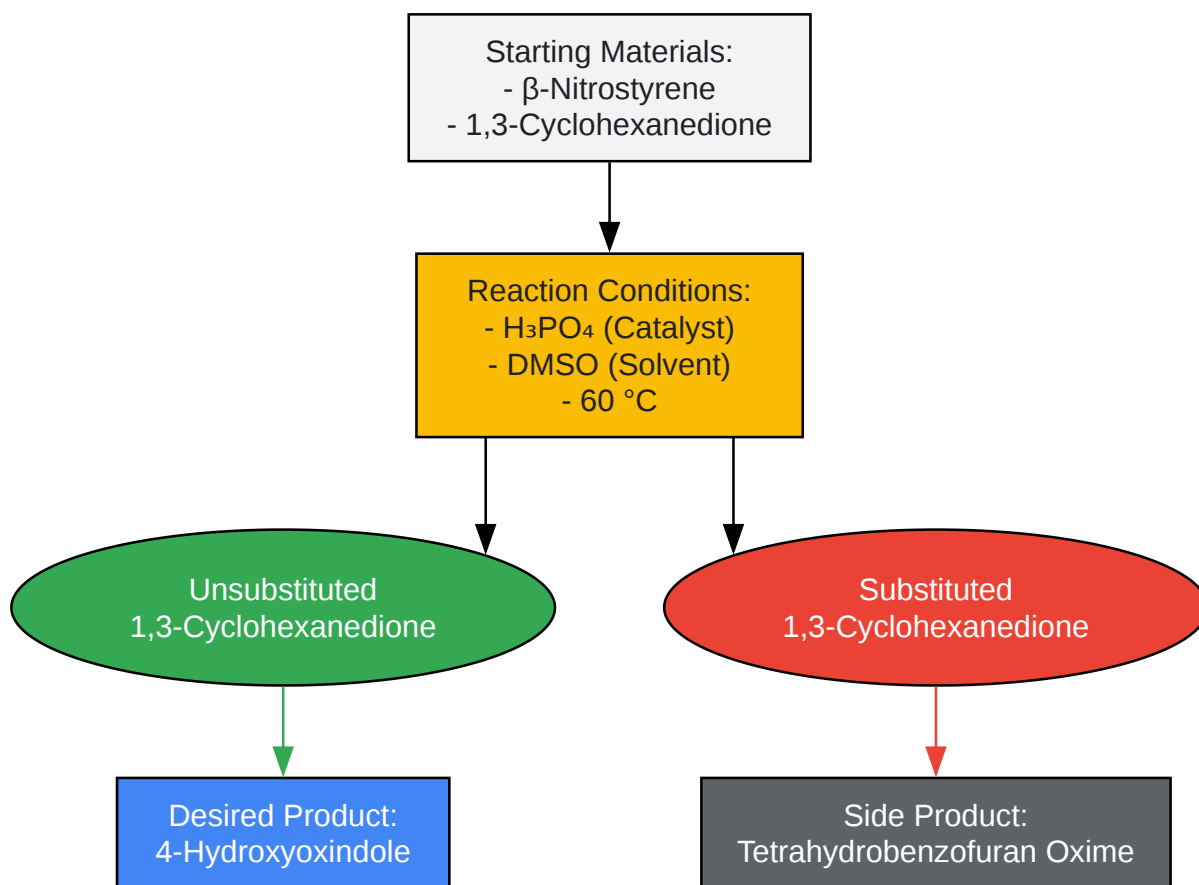 Starting Materials:
- β-Nitrostyrene
- 1,3-Cyclohexanedione
Reaction Conditions:
- H₃PO₄ (Catalyst)
- DMSO (Solvent)
- 60 °C
Unsubstituted
1,3-Cyclohexanedione
Substituted
1,3-Cyclohexanedione
Desired Product:
4-Hydroxyoxindole
Side Product:
Tetrahydrobenzofuran Oxime